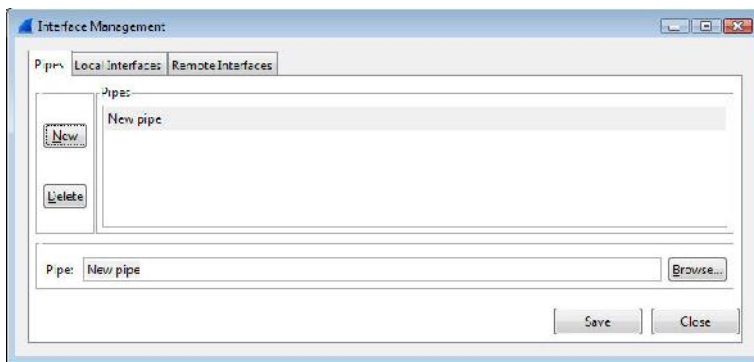 Interface Management
Pipes Local Interfaces Remote Interfaces
Pipes
New pipe
New
Delete
Pipe: New pipe Browse...
Save Close